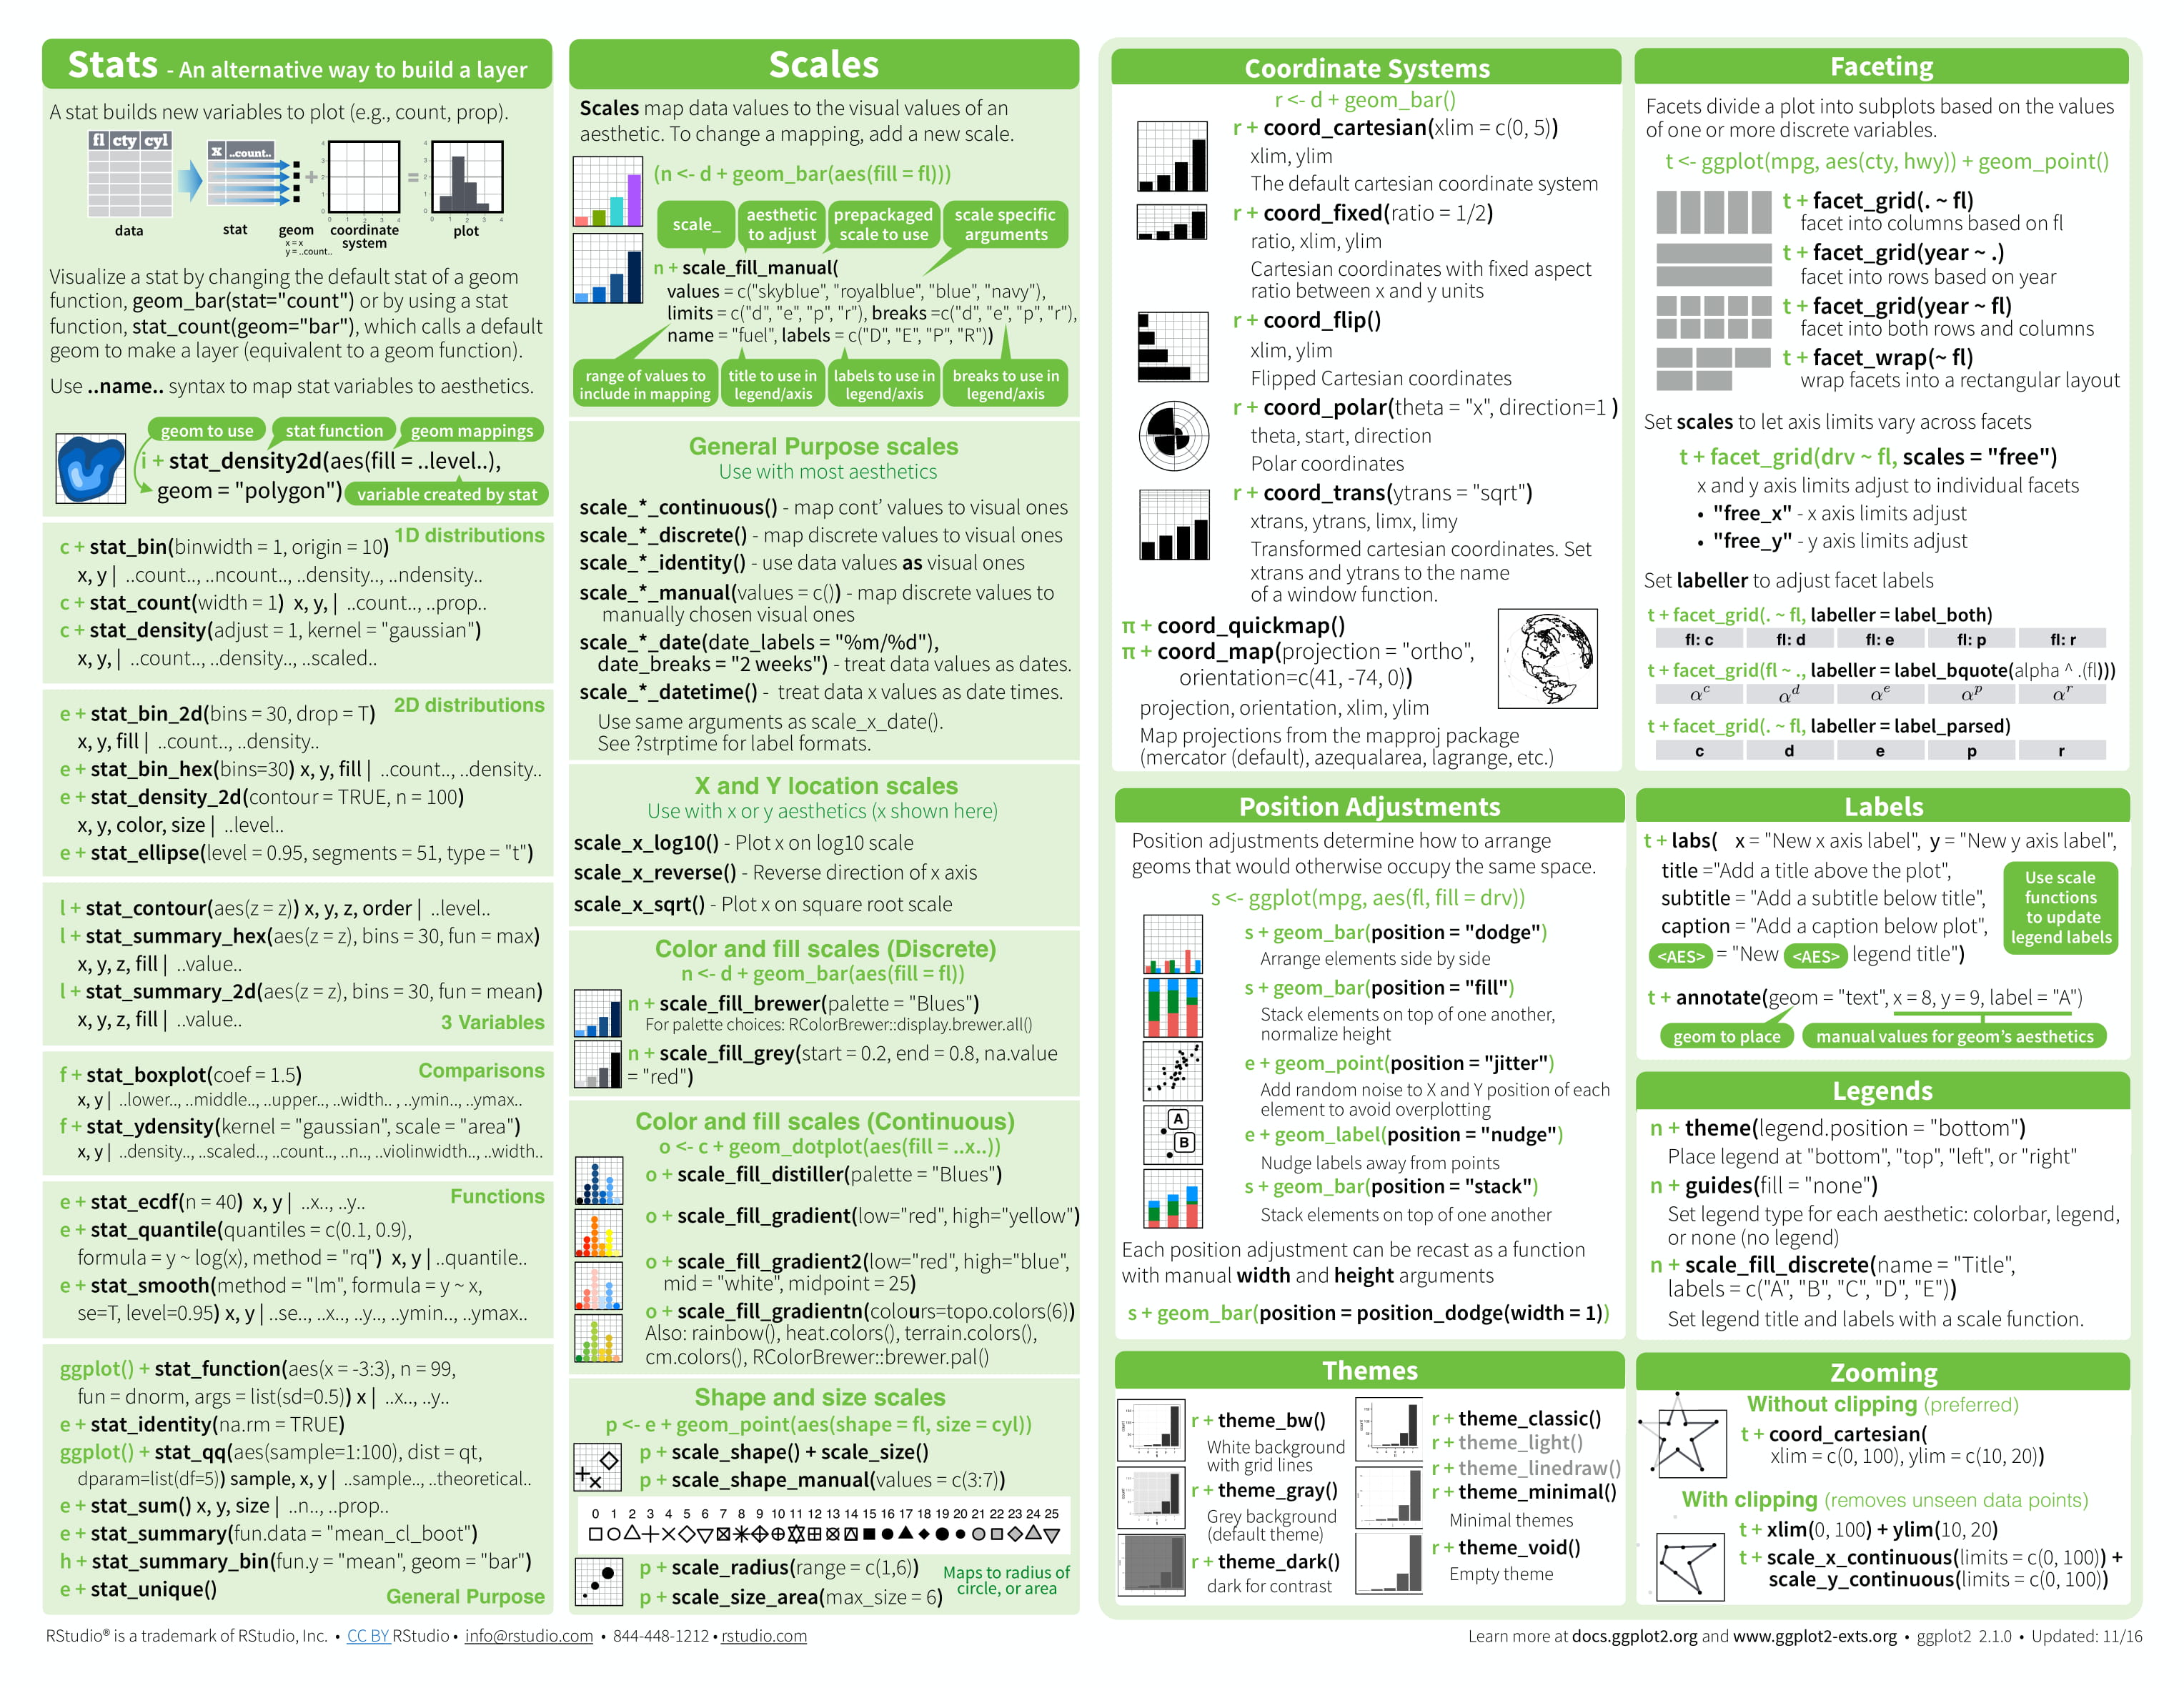 Stats - An alternative way to build a layer
A stat builds new variables to plot (e.g., count, prop).
fl cty cyl
x ..count..
+
=
4
3
2
1
0
0 1 2 3 4
4
3
2
1
0
0 1 2 3 4
data
stat
geom
x = x
y = ..count..
coordinate
system
plot
Visualize a stat by changing the default stat of a geom
function, geom_bar(stat="count") or by using a stat
function, stat_count(geom="bar"), which calls a default
geom to make a layer (equivalent to a geom function).
Use ..name.. syntax to map stat variables to aesthetics.
geom to use
stat function
geom mappings
i + stat_density2d(aes(fill = ..level..),
geom = "polygon")
variable created by stat
1D distributions
c + stat_bin(binwidth = 1, origin = 10)
x, y | ..count.., ..ncount.., ..density.., ..ndensity..
c + stat_count(width = 1) x, y, | ..count.., ..prop..
c + stat_density(adjust = 1, kernel = "gaussian")
x, y, | ..count.., ..density.., ..scaled..
2D distributions
e + stat_bin_2d(bins = 30, drop = T)
x, y, fill | ..count.., ..density..
e + stat_bin_hex(bins=30) x, y, fill | ..count.., ..density..
e + stat_density_2d(contour = TRUE, n = 100)
x, y, color, size | ..level..
e + stat_ellipse(level = 0.95, segments = 51, type = "t")
l + stat_contour(aes(z = z)) x, y, z, order | ..level..
l + stat_summary_hex(aes(z = z), bins = 30, fun = max)
x, y, z, fill | ..value..
l + stat_summary_2d(aes(z = z), bins = 30, fun = mean)
x, y, z, fill | ..value..
3 Variables
f + stat_boxplot(coef = 1.5)
Comparisons
x, y | ..lower.., ..middle.., ..upper.., ..width.. , ..ymin.., ..ymax..
f + stat_ydensity(kernel = "gaussian", scale = "area")
x, y | ..density.., ..scaled.., ..count.., ..n.., ..violinwidth.., ..width..
Functions
e + stat_ecdf(n = 40) x, y | ..x.., ..y..
e + stat_quantile(quantiles = c(0.1, 0.9),
formula = y ~ log(x), method = "rq") x, y | ..quantile..
e + stat_smooth(method = "lm", formula = y ~ x,
se=T, level=0.95) x, y | ..se.., ..x.., ..y.., ..ymin.., ..ymax..
ggplot() + stat_function(aes(x = -3:3), n = 99,
fun = dnorm, args = list(sd=0.5)) x | ..x.., ..y..
e + stat_identity(na.rm = TRUE)
ggplot() + stat_qq(aes(sample=1:100), dist = qt,
dparam=list(df=5)) sample, x, y | ..sample.., ..theoretical..
e + stat_sum() x, y, size | ..n.., ..prop..
e + stat_summary(fun.data = "mean_cl_boot")
h + stat_summary_bin(fun.y = "mean", geom = "bar")
e + stat_unique()
General Purpose
Scales
Scales map data values to the visual values of an
aesthetic. To change a mapping, add a new scale.
(n <- d + geom_bar(aes(fill = fl)))
scale_
aesthetic
to adjust
prepackaged
scale to use
scale specific
arguments
n + scale_fill_manual(
values = c("skyblue", "royalblue", "blue", "navy"),
limits = c("d", "e", "p", "r"), breaks =c("d", "e", "p", "r"),
name = "fuel", labels = c("D", "E", "P", "R"))
range of values to
include in mapping
title to use in
legend/axis
labels to use in
legend/axis
breaks to use in
legend/axis
General Purpose scales
Use with most aesthetics
scale_*_continuous() - map cont’ values to visual ones
scale_*_discrete() - map discrete values to visual ones
scale_*_identity() - use data values as visual ones
scale_*_manual(values = c()) - map discrete values to
manually chosen visual ones
scale_*_date(date_labels = "%m/%d"),
date_breaks = "2 weeks") - treat data values as dates.
scale_*_datetime() - treat data x values as date times.
Use same arguments as scale_x_date().
See ?strptime for label formats.
X and Y location scales
Use with x or y aesthetics (x shown here)
scale_x_log10() - Plot x on log10 scale
scale_x_reverse() - Reverse direction of x axis
scale_x_sqrt() - Plot x on square root scale
Color and fill scales (Discrete)
n <- d + geom_bar(aes(fill = fl))
n + scale_fill_brewer(palette = "Blues")
For palette choices: RColorBrewer::display.brewer.all()
n + scale_fill_grey(start = 0.2, end = 0.8, na.value
= "red")
Color and fill scales (Continuous)
o <- c + geom_dotplot(aes(fill = ..x..))
o + scale_fill_distiller(palette = "Blues")
o + scale_fill_gradient(low="red", high="yellow")
o + scale_fill_gradient2(low="red", high="blue",
mid = "white", midpoint = 25)
o + scale_fill_gradientn(colours=topo.colors(6))
Also: rainbow(), heat.colors(), terrain.colors(),
cm.colors(), RColorBrewer::brewer.pal()
Shape and size scales
p <- e + geom_point(aes(shape = fl, size = cyl))
p + scale_shape() + scale_size()
p + scale_shape_manual(values = c(3:7))
0 1 2 3 4 5 6 7 8 9 10 11 12 13 14 15 16 17 18 19 20 21 22 23 24 25
p + scale_radius(range = c(1,6))
p + scale_size_area(max_size = 6)
Maps to radius of
circle, or area
Coordinate Systems
r <- d + geom_bar()
r + coord_cartesian(xlim = c(0, 5))
xlim, ylim
The default cartesian coordinate system
r + coord_fixed(ratio = 1/2)
ratio, xlim, ylim
Cartesian coordinates with fixed aspect
ratio between x and y units
r + coord_flip()
xlim, ylim
Flipped Cartesian coordinates
r + coord_polar(theta = "x", direction=1 )
theta, start, direction
Polar coordinates
r + coord_trans(ytrans = "sqrt")
xtrans, ytrans, limx, limy
Transformed cartesian coordinates. Set
xtrans and ytrans to the name
of a window function.
π + coord_quickmap()
π + coord_map(projection = "ortho",
orientation=c(41, -74, 0))
projection, orientation, xlim, ylim
Map projections from the mapproj package
(mercator (default), azequalarea, lagrange, etc.)
Position Adjustments
Position adjustments determine how to arrange
geoms that would otherwise occupy the same space.
s <- ggplot(mpg, aes(fl, fill = drv))
s + geom_bar(position = "dodge")
Arrange elements side by side
s + geom_bar(position = "fill")
Stack elements on top of one another,
normalize height
e + geom_point(position = "jitter")
Add random noise to X and Y position of each
element to avoid overplotting
A
B
e + geom_label(position = "nudge")
Nudge labels away from points
s + geom_bar(position = "stack")
Stack elements on top of one another
Each position adjustment can be recast as a function
with manual width and height arguments
s + geom_bar(position = position_dodge(width = 1))
Themes
r + theme_bw()
White background
with grid lines
r + theme_gray()
Grey background
(default theme)
r + theme_dark()
dark for contrast
r + theme_classic()
r + theme_light()
r + theme_linedraw()
r + theme_minimal()
Minimal themes
r + theme_void()
Empty theme
Faceting
Facets divide a plot into subplots based on the values
of one or more discrete variables.
t <- ggplot(mpg, aes(cty, hwy)) + geom_point()
t + facet_grid(. ~ fl)
facet into columns based on fl
t + facet_grid(year ~ .)
facet into rows based on year
t + facet_grid(year ~ fl)
facet into both rows and columns
t + facet_wrap(~ fl)
wrap facets into a rectangular layout
Set scales to let axis limits vary across facets
t + facet_grid(drv ~ fl, scales = "free")
x and y axis limits adjust to individual facets
• "free_x" - x axis limits adjust
• "free_y" - y axis limits adjust
Set labeller to adjust facet labels
t + facet_grid(. ~ fl, labeller = label_both)
fl: c fl: d fl: e fl: p fl: r
t + facet_grid(fl ~ ., labeller = label_bquote(alpha ^ .(fl)))
αᶜ αᵈ αᵉ αᵖ αʳ
t + facet_grid(. ~ fl, labeller = label_parsed)
c d e p r
Labels
t + labs( x = "New x axis label", y = "New y axis label",
title ="Add a title above the plot",
subtitle = "Add a subtitle below title",
caption = "Add a caption below plot",
<AES> = "New <AES> legend title")
Use scale
functions
to update
legend labels
t + annotate(geom = "text", x = 8, y = 9, label = "A")
geom to place
manual values for geom’s aesthetics
Legends
n + theme(legend.position = "bottom")
Place legend at "bottom", "top", "left", or "right"
n + guides(fill = "none")
Set legend type for each aesthetic: colorbar, legend,
or none (no legend)
n + scale_fill_discrete(name = "Title",
labels = c("A", "B", "C", "D", "E"))
Set legend title and labels with a scale function.
Zooming
Without clipping (preferred)
t + coord_cartesian(
xlim = c(0, 100), ylim = c(10, 20))
With clipping (removes unseen data points)
t + xlim(0, 100) + ylim(10, 20)
t + scale_x_continuous(limits = c(0, 100)) +
scale_y_continuous(limits = c(0, 100))
RStudio® is a trademark of RStudio, Inc. • CC BY RStudio • info@rstudio.com • 844-448-1212 • rstudio.com
Learn more at docs.ggplot2.org and www.ggplot2-exts.org • ggplot2 2.1.0 • Updated: 11/16